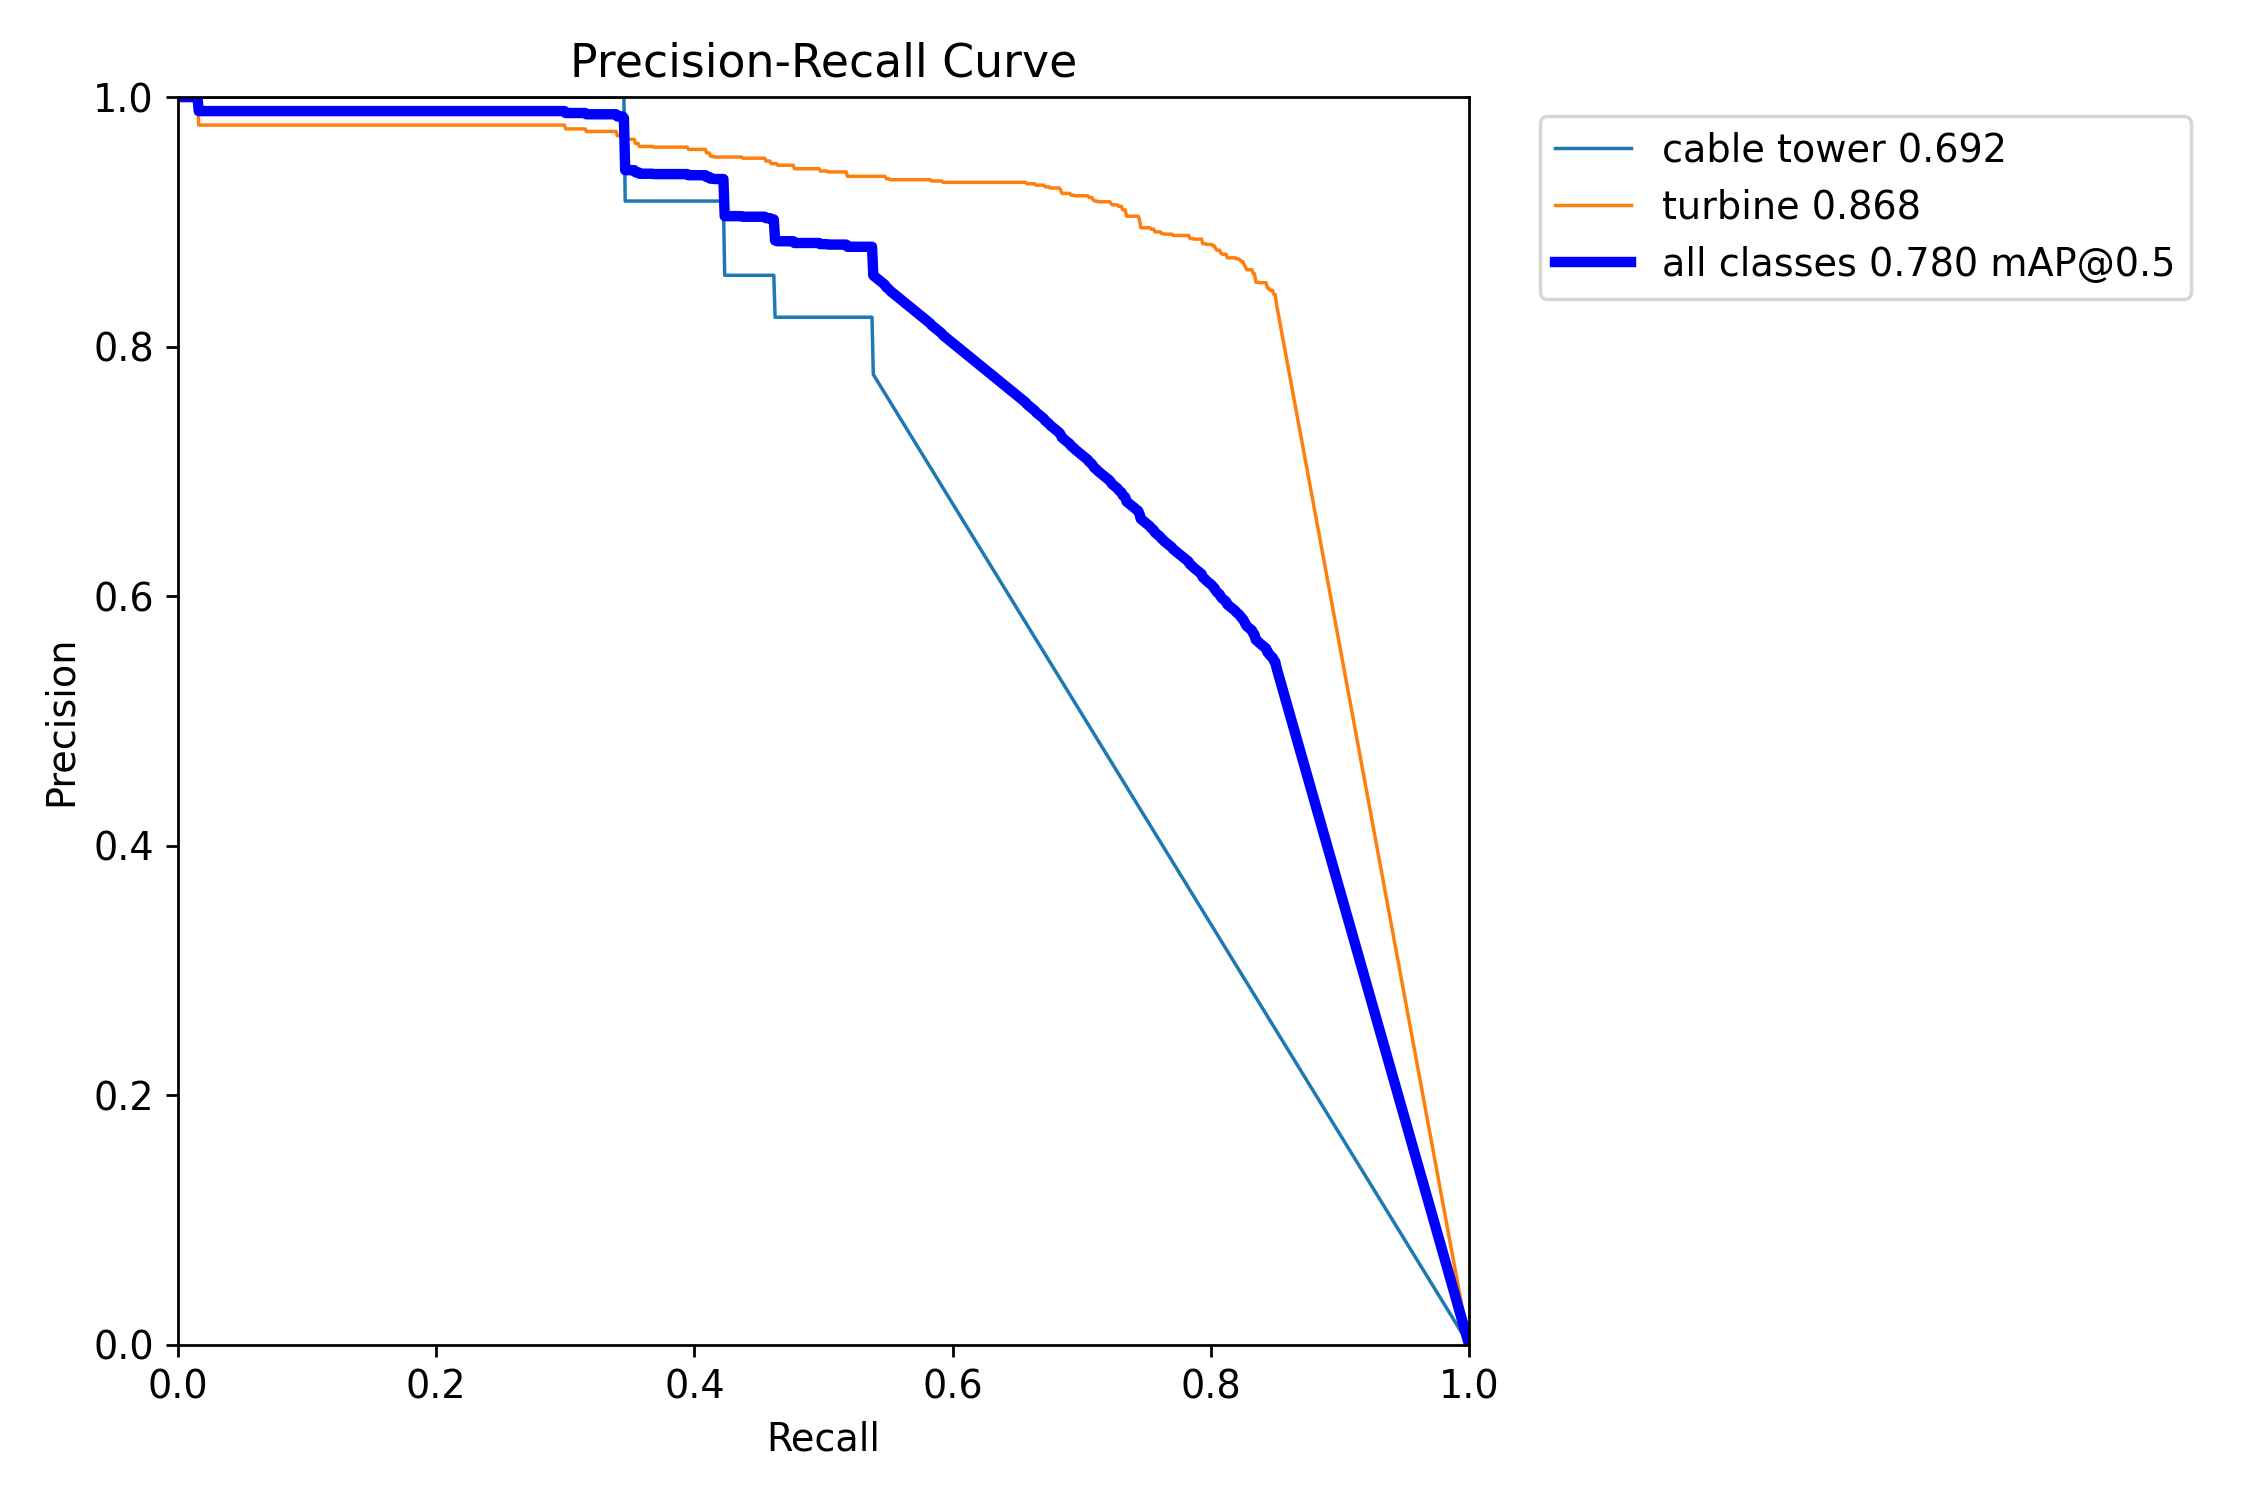 Precision-Recall Curve
1.0
0.8
0.6
0.4
0.2
0.0
Precision
0.0 0.2 0.4 0.6 0.8 1.0
Recall
cable tower 0.692
turbine 0.868
all classes 0.780 mAP@0.5